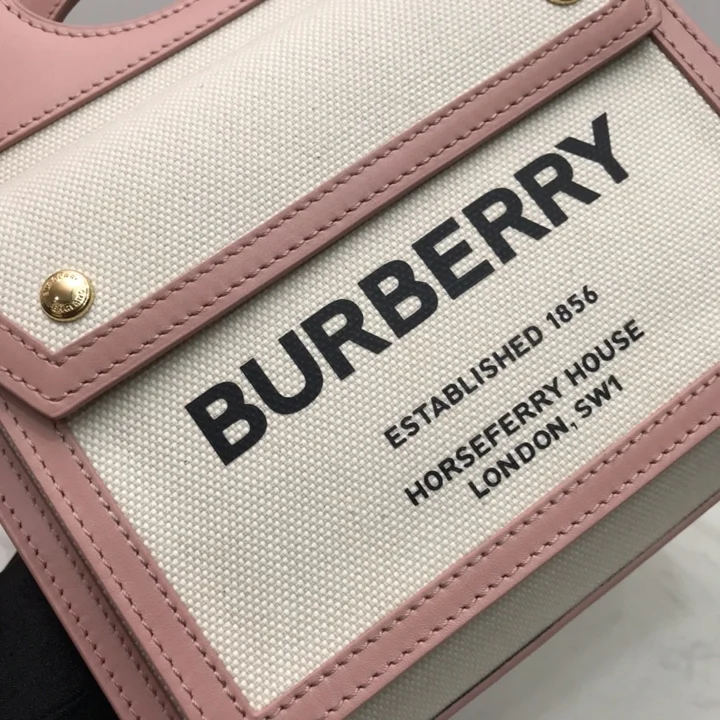 BURBERRY
ESTABLISHED 1856
HORSEFERRY HOUSE
LONDON, SW1